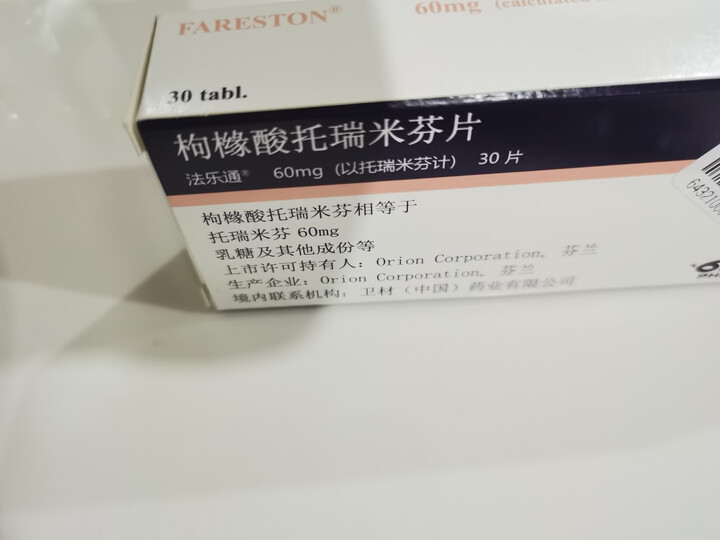 FARESTON®
60mg (calculated
30 tabl.
枸橼酸托瑞米芬片
法乐通® 60mg (以托瑞米芬计) 30 片
枸橼酸托瑞米芬相等于
托瑞米芬 60mg
乳糖及其他成份等
上市许可持有人: Orion Corporation, 芬兰
生产企业: Orion Corporation, 芬兰
境内联系机构: 卫材 (中国) 药业有限公司